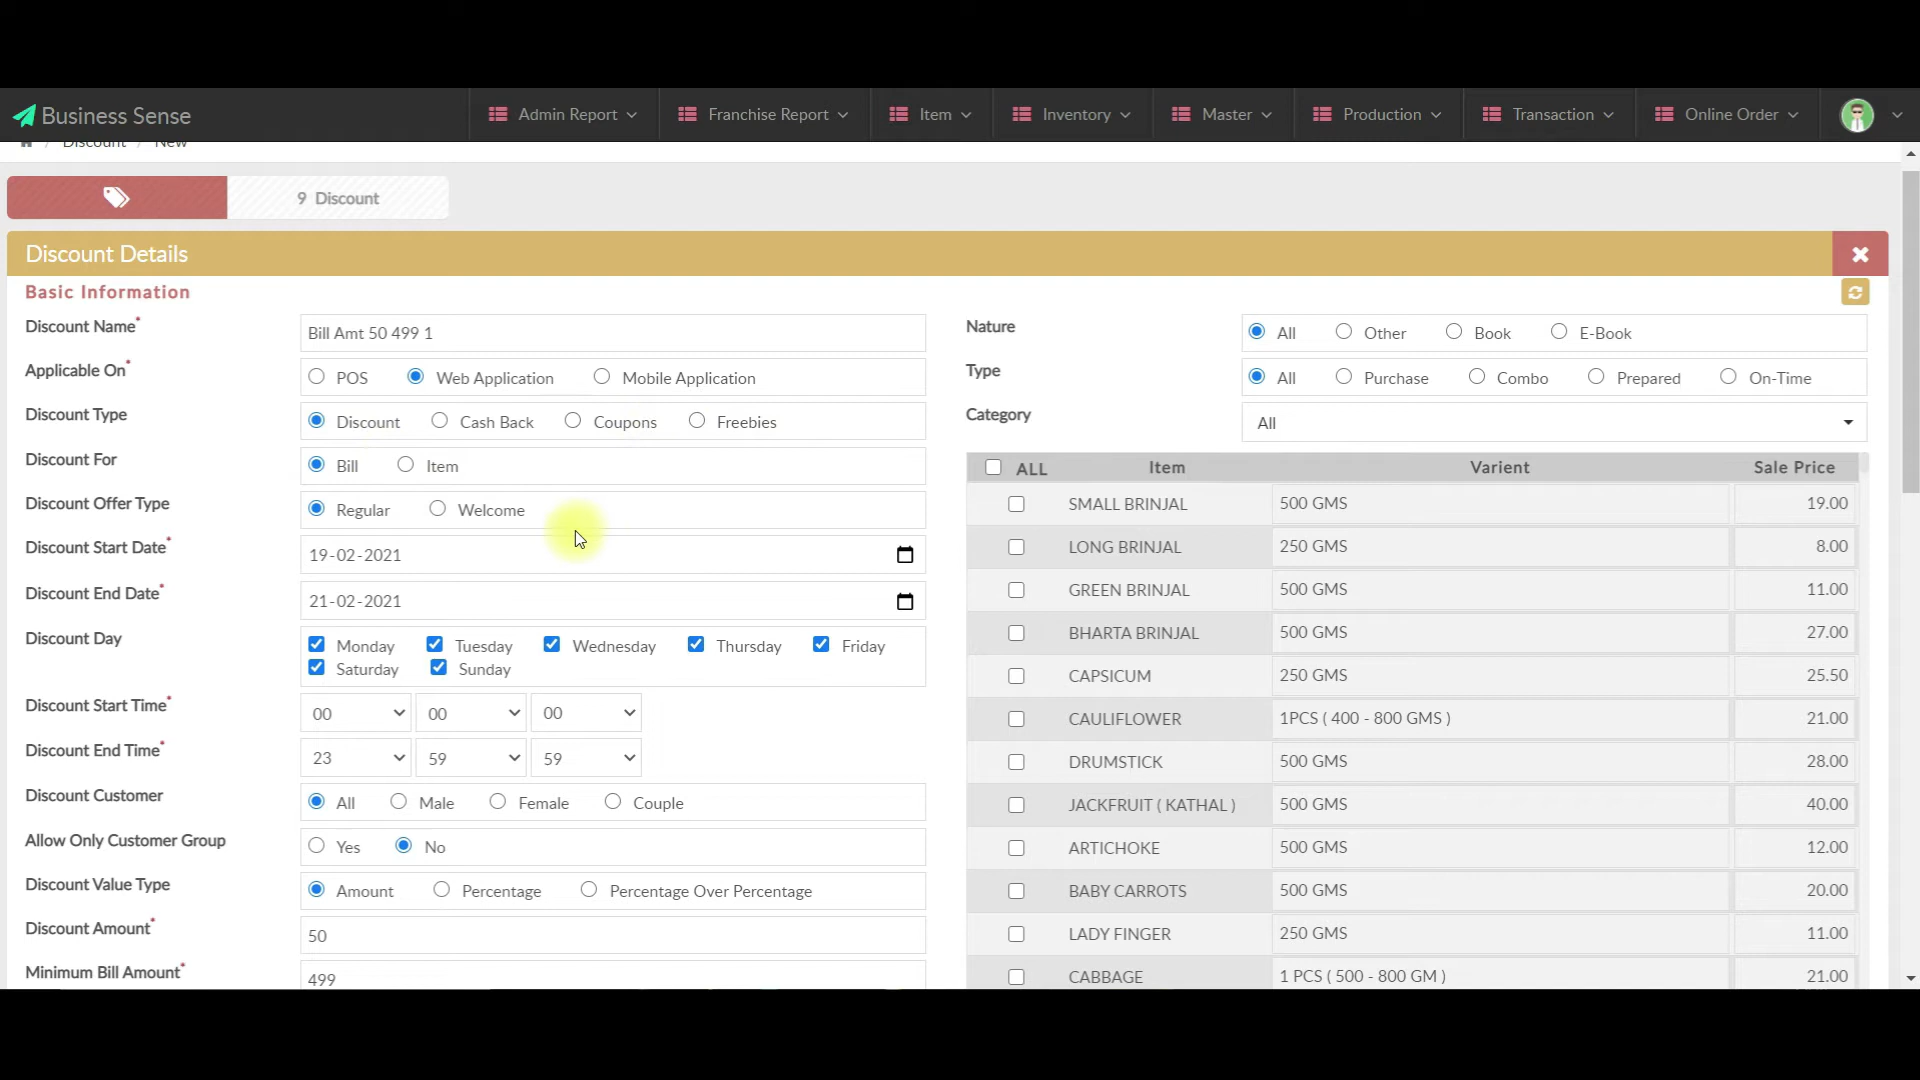 Business Sense
Admin Report
Franchise Report
Item
Inventory
Master
Production
Transaction
Online Order
/ Discount / New
9 Discount
Discount Details
Basic Information
Discount Name*
Bill Amt 50 499 1
Applicable On*
POS Web Application Mobile Application
Discount Type
Discount Cash Back Coupons Freebies
Discount For
Bill Item
Discount Offer Type
Regular Welcome
Discount Start Date*
19-02-2021
Discount End Date*
21-02-2021
Discount Day
Monday Tuesday Wednesday Thursday Friday
Saturday Sunday
Discount Start Time*
00 00 00
Discount End Time*
23 59 59
Discount Customer
All Male Female Couple
Allow Only Customer Group
Yes No
Discount Value Type
Amount Percentage Percentage Over Percentage
Discount Amount*
50
Minimum Bill Amount*
499
Nature
All Other Book E-Book
Type
All Purchase Combo Prepared On-Time
Category
All
ALL Item Varient Sale Price
SMALL BRINJAL 500 GMS 19.00
LONG BRINJAL 250 GMS 8.00
GREEN BRINJAL 500 GMS 11.00
BHARTA BRINJAL 500 GMS 27.00
CAPSICUM 250 GMS 25.50
CAULIFLOWER 1PCS ( 400 - 800 GMS ) 21.00
DRUMSTICK 500 GMS 28.00
JACKFRUIT ( KATHAL ) 500 GMS 40.00
ARTICHOKE 500 GMS 12.00
BABY CARROTS 500 GMS 20.00
LADY FINGER 250 GMS 11.00
CABBAGE 1 PCS ( 500 - 800 GM ) 21.00